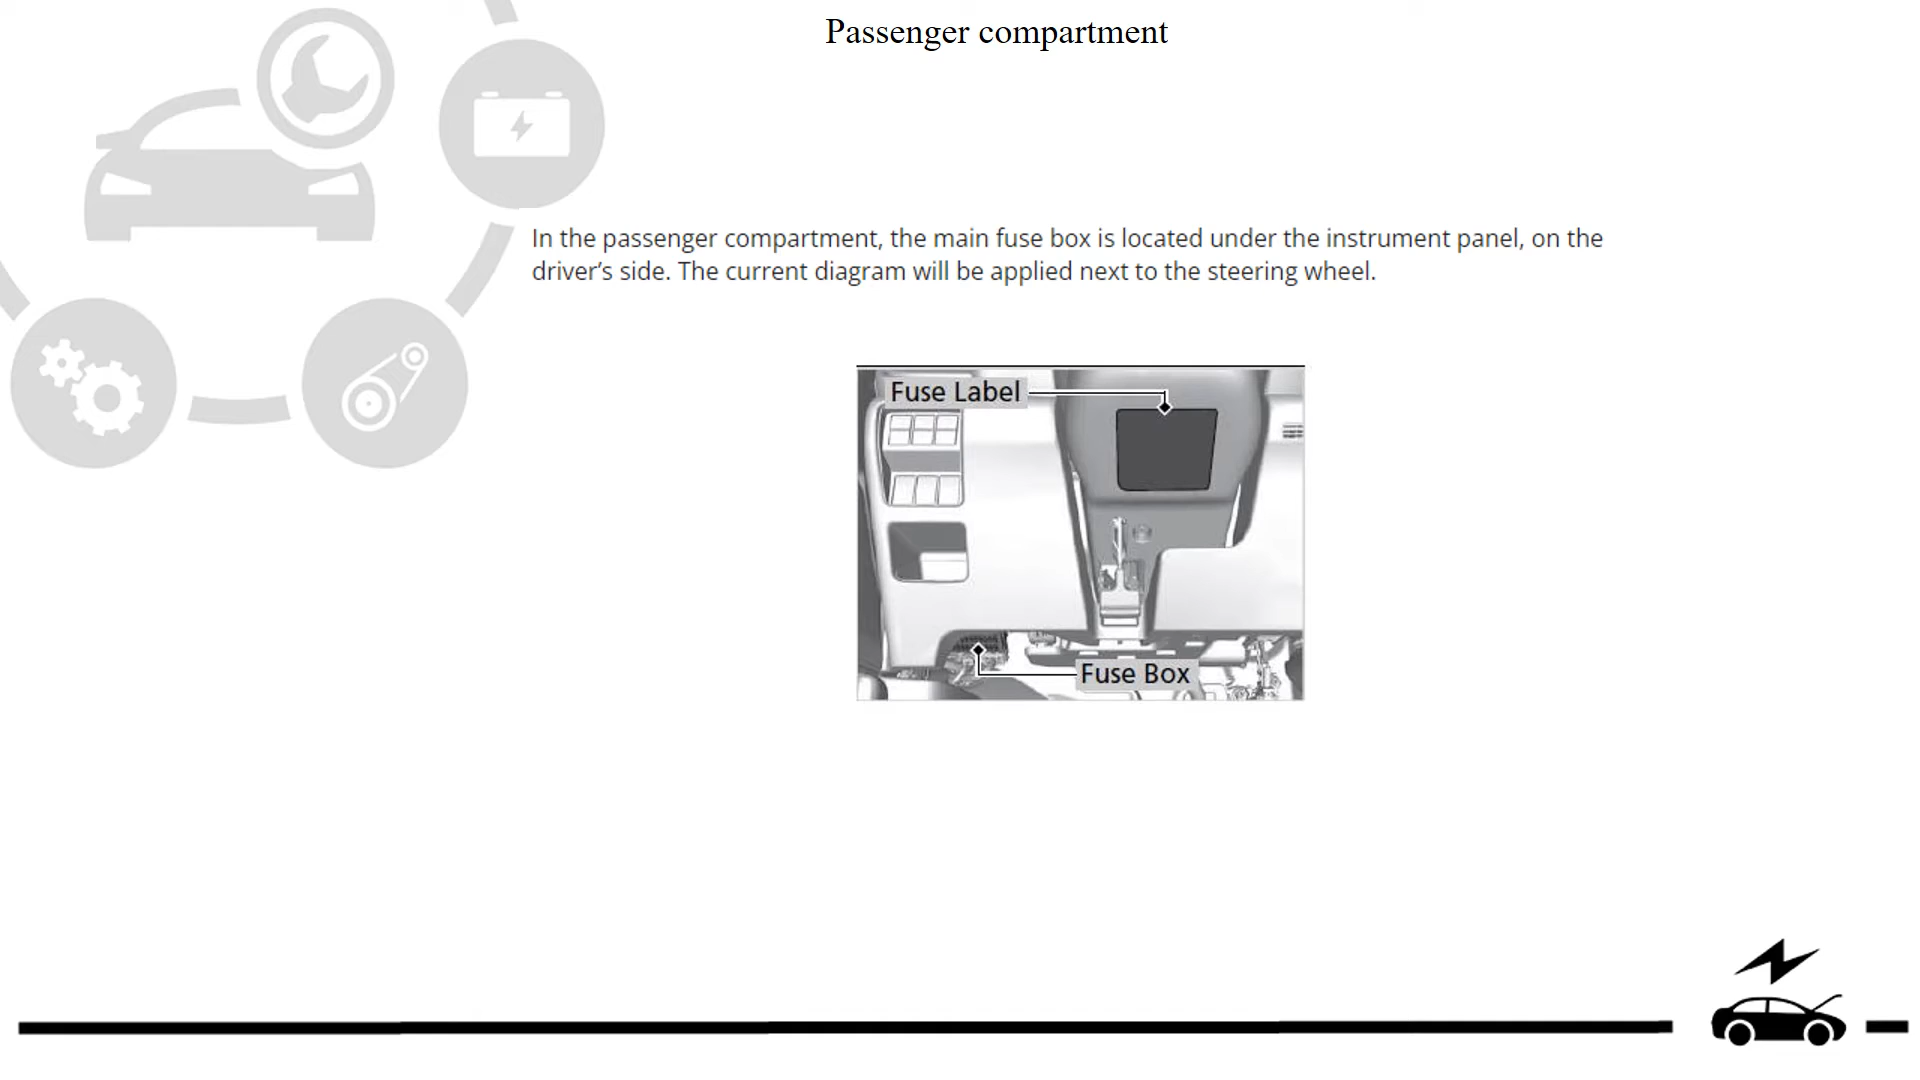 Passenger compartment
In the passenger compartment, the main fuse box is located under the instrument panel, on the
driver’s side. The current diagram will be applied next to the steering wheel.
Fuse Label
Fuse Box